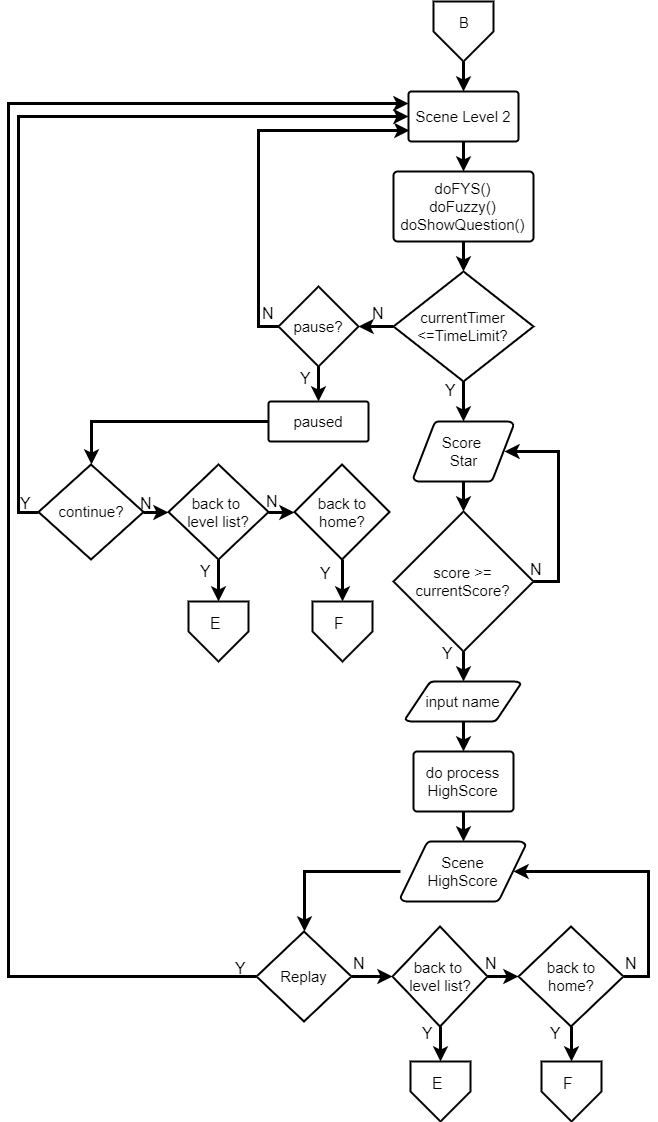 B
Scene Level 2
doFYS()
doFuzzy()
doShowQuestion()
currentTimer
<=TimeLimit?
N
Y
pause?
N
Y
paused
Score
Star
continue?
Y
N
back to
level list?
N
Y
back to
home?
Y
E
F
score >=
currentScore?
N
Y
input name
do process
HighScore
Scene
HighScore
Replay
Y
N
back to
level list?
N
Y
back to
home?
N
Y
E
F